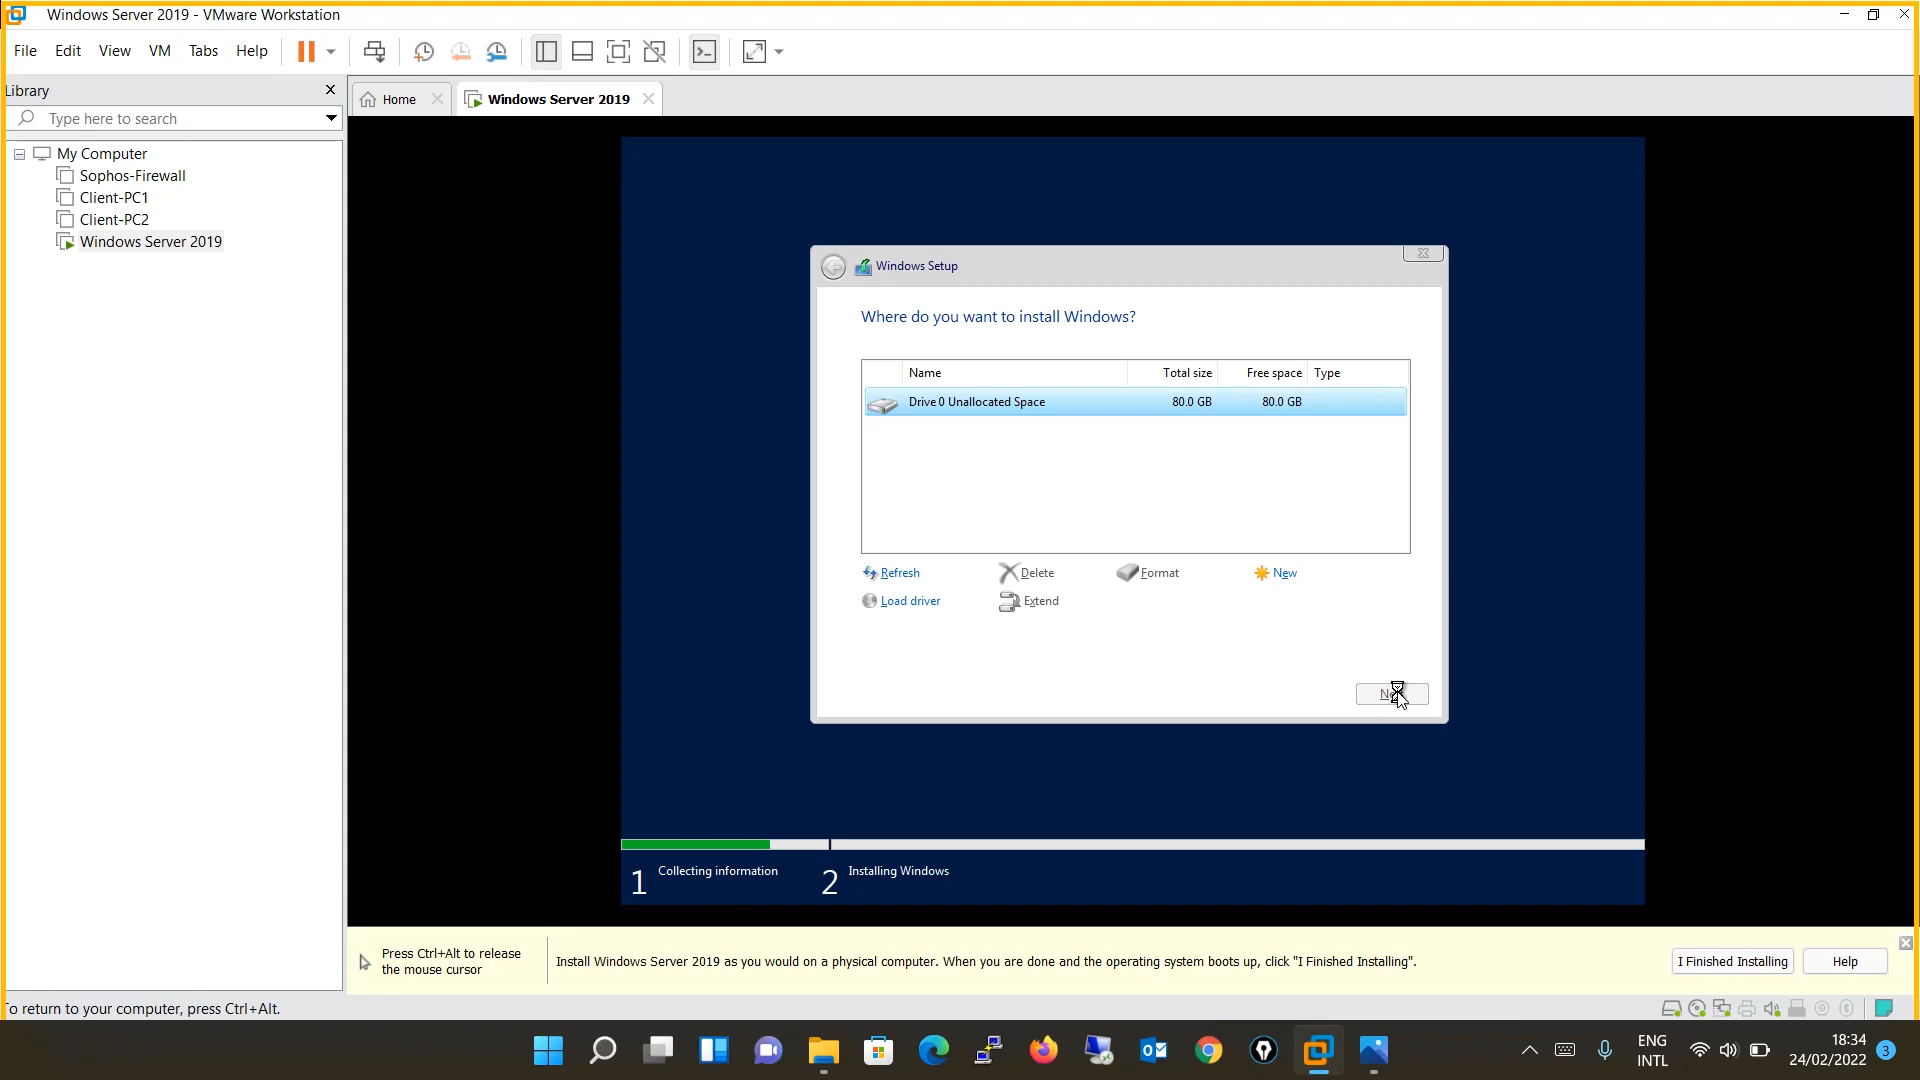 Windows Server 2019 - VMware Workstation
File Edit View VM Tabs Help
Library
Type here to search
My Computer
Sophos-Firewall
Client-PC1
Client-PC2
Windows Server 2019
Home
Windows Server 2019
Windows Setup
Where do you want to install Windows?
Name Total size Free space Type
Drive 0 Unallocated Space 80.0 GB 80.0 GB
Refresh Delete Format New
Load driver Extend
1 Collecting information 2 Installing Windows
Press Ctrl+Alt to release
the mouse cursor
Install Windows Server 2019 as you would on a physical computer. When you are done and the operating system boots up, click "I Finished Installing".
I Finished Installing Help
To return to your computer, press Ctrl+Alt.
ENG
INTL
18:34
24/02/2022
3